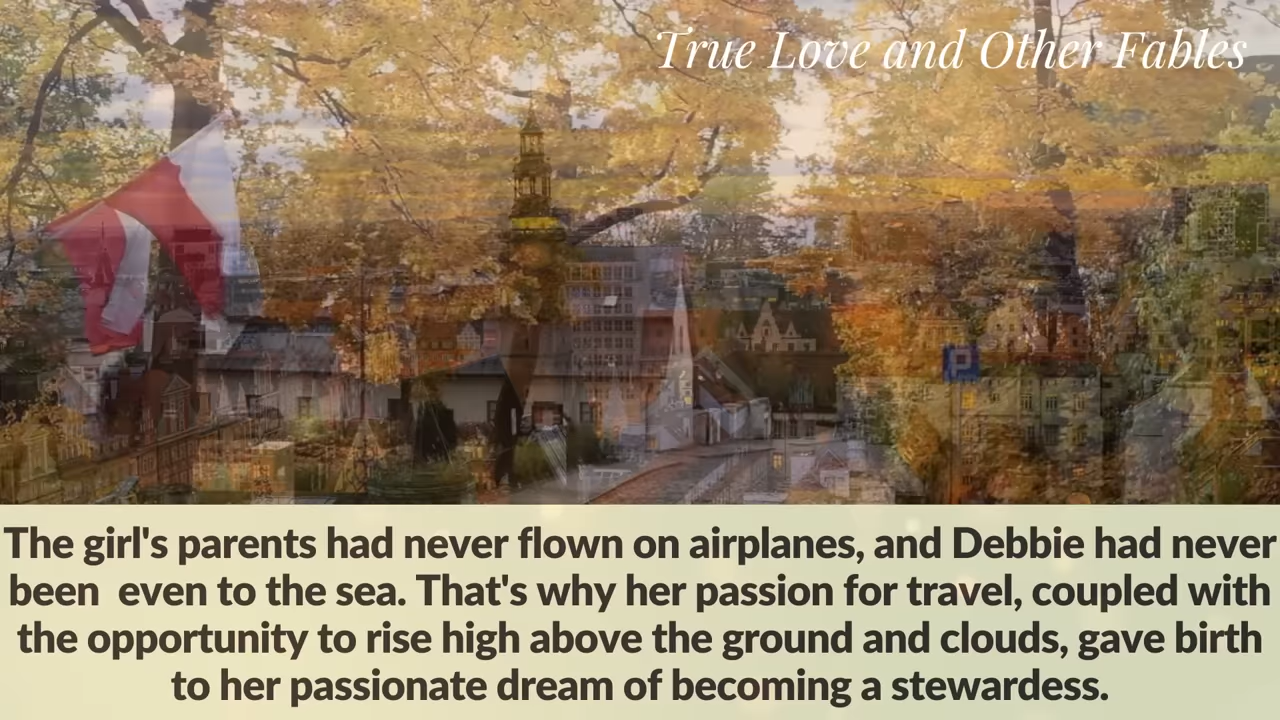 True Love and Other Fables
P
The girl's parents had never flown on airplanes, and Debbie had never
been  even to the sea. That's why her passion for travel, coupled with
the opportunity to rise high above the ground and clouds, gave birth
to her passionate dream of becoming a stewardess.